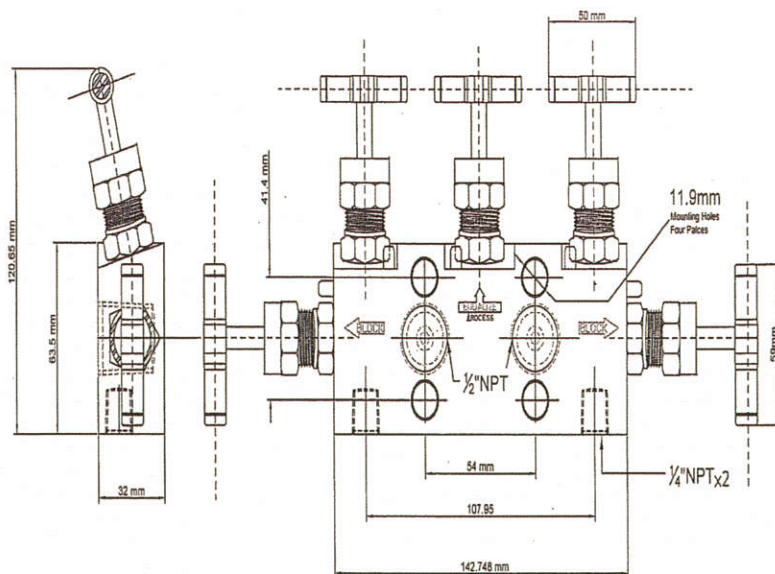 50 mm
120.65 mm
41.4 mm
11.9mm
Mounting Holes
Four Palces
63.5 mm
BLOCK
PROCESS
BLOCK
59mm
½"NPT
54 mm
¼"NPTx2
32 mm
107.95
142.748 mm